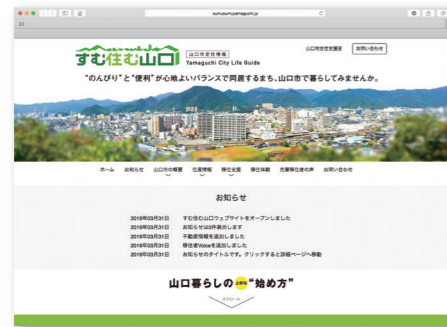 sumusumuyamaguchi.jp
すむ住む山口
山口市定住情報
Yamaguchi City Life Guide
山口市定住支援室
お問い合わせ
“のんびり”と“便利”が心地よいバランスで同居するまち、山口市で暮らしてみませんか。
ホーム お知らせ 山口市の概要 住居情報 移住支援 移住体験 先輩移住者の声 お問い合わせ
お知らせ
2016年03月31日 すむ住む山口ウェブサイトをオープンしました
2016年03月31日 お知らせは5件表示します
2016年03月31日 不動産情報を追加しました
2016年03月31日 移住者Voiceを追加しました
2016年03月31日 お知らせのタイトルです。クリックすると詳細ページへ移動
山口暮らしの “始め方”
スクロール